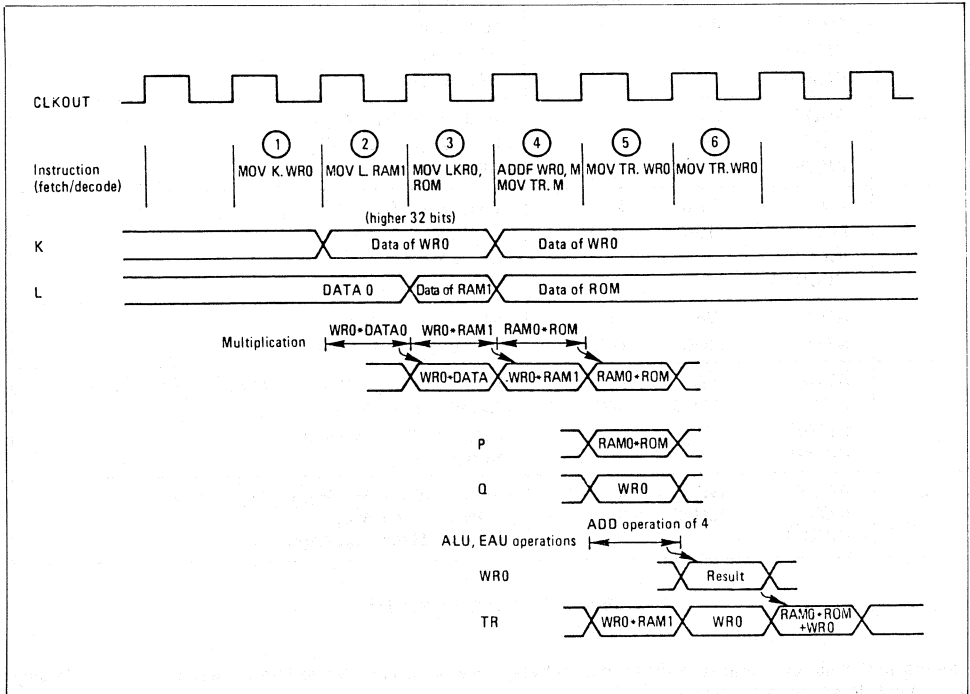 CLKOUT
1 2 3 4 5 6
Instruction
(fetch/decode)
MOV K. WR0
MOV L. RAM1
MOV LKR0,
ROM
ADDF WR0, M
MOV TR. M
MOV TR. WR0
MOV TR. WR0
(higher 32 bits)
K
Data of WR0
Data of WR0
L
DATA 0
Data of RAM1
Data of ROM
Multiplication
WR0*DATA0
WR0*RAM1
RAM0*ROM
WR0*DATA
.WR0*RAM1
RAM0*ROM
P
RAM0*ROM
Q
WR0
ADD operation of 4
ALU, EAU operations
WR0
Result
TR
WR0*RAM1
WR0
RAM0*ROM
+WR0